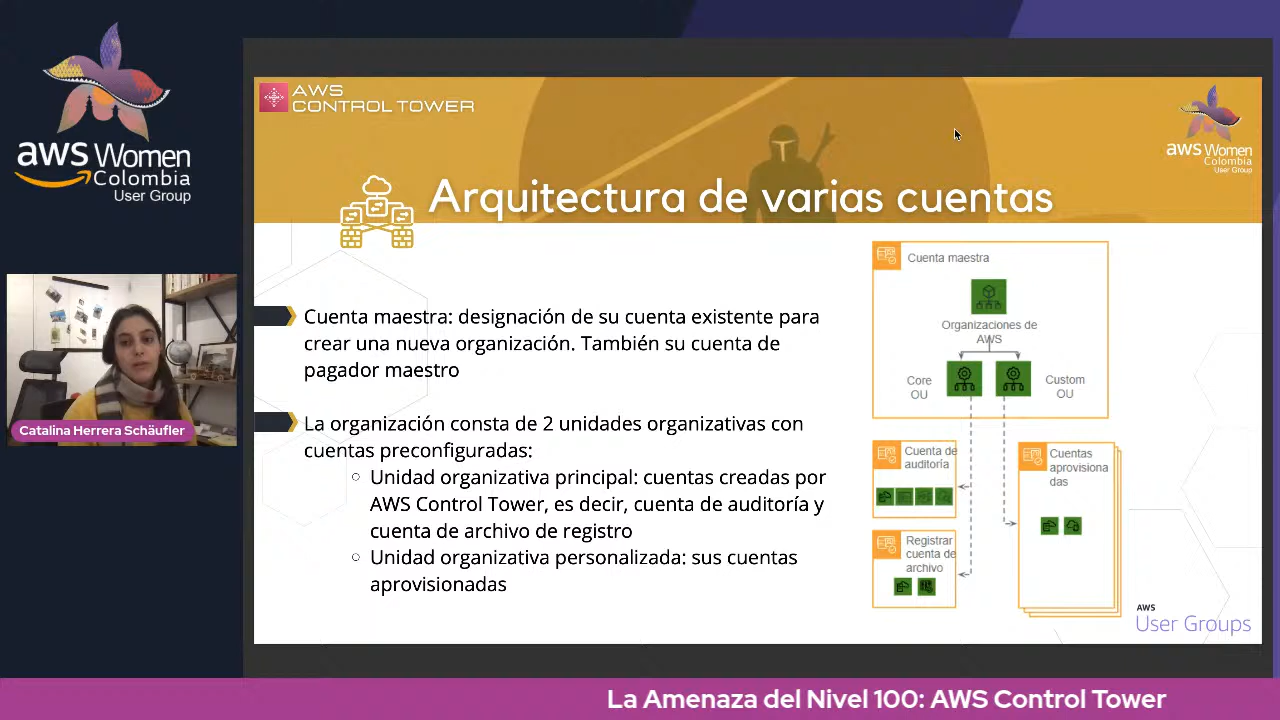 aws Women
Colombia
User Group
AWS
CONTROL TOWER
aws Women
Colombia
User Group
Arquitectura de varias cuentas
Cuenta maestra: designación de su cuenta existente para
crear una nueva organización. También su cuenta de
pagador maestro
La organización consta de 2 unidades organizativas con
cuentas preconfiguradas:
Unidad organizativa principal: cuentas creadas por
AWS Control Tower, es decir, cuenta de auditoría y
cuenta de archivo de registro
Unidad organizativa personalizada: sus cuentas
aprovisionadas
Cuenta maestra
Organizaciones de
AWS
Core
OU
Custom
OU
Cuenta de
auditoría
Cuentas
aprovisiona
das
Registrar
cuenta de
archivo
AWS
User Groups
Catalina Herrera Schäufler
La Amenaza del Nivel 100: AWS Control Tower